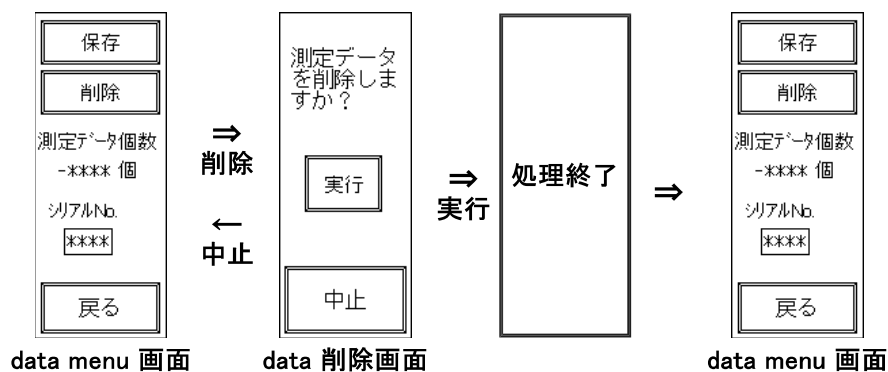 保存
削除
測定ﾃﾞｰﾀ個数
-**** 個
ｼﾘｱﾙNo.
****
戻る
data menu 画面
⇒
削除
←
中止
測定データ
を削除しま
すか？
実行
中止
data 削除画面
⇒
実行
処理終了
⇒
保存
削除
測定ﾃﾞｰﾀ個数
-**** 個
ｼﾘｱﾙNo.
****
戻る
data menu 画面